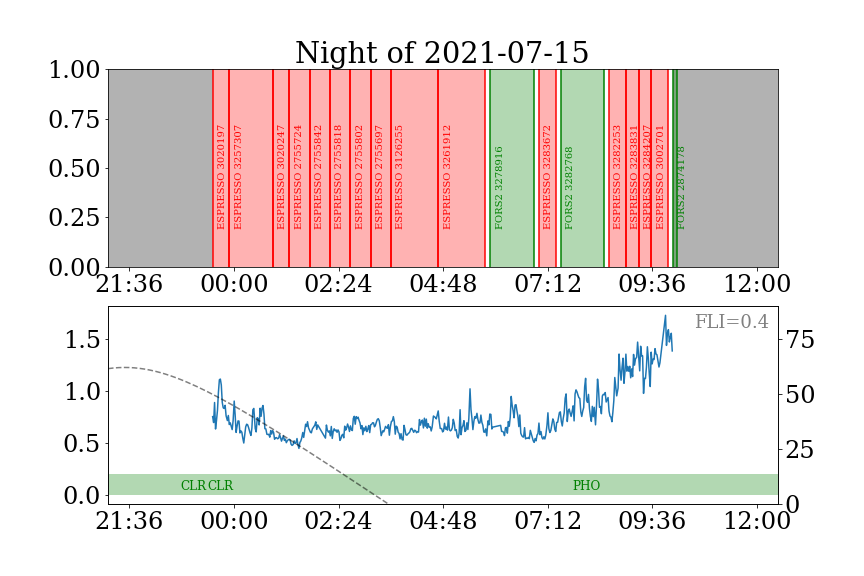 Night of 2021-07-15
1.00
0.75
0.50
0.25
0.00
ESPRESSO 3020197
ESPRESSO 3257307
ESPRESSO 3020247
ESPRESSO 2755724
ESPRESSO 2755842
ESPRESSO 2755818
ESPRESSO 2755802
ESPRESSO 2755697
ESPRESSO 3126255
ESPRESSO 3261912
FORS2 3278916
ESPRESSO 3283672
FORS2 3282768
ESPRESSO 3282253
ESPRESSO 3283831
ESPRESSO 3284207
ESPRESSO 3002701
FORS2 2874178
21:36 00:00 02:24 04:48 07:12 09:36 12:00
FLI=0.4
1.5
1.0
0.5
0.0
75
50
25
0
CLR CLR PHO
21:36 00:00 02:24 04:48 07:12 09:36 12:00